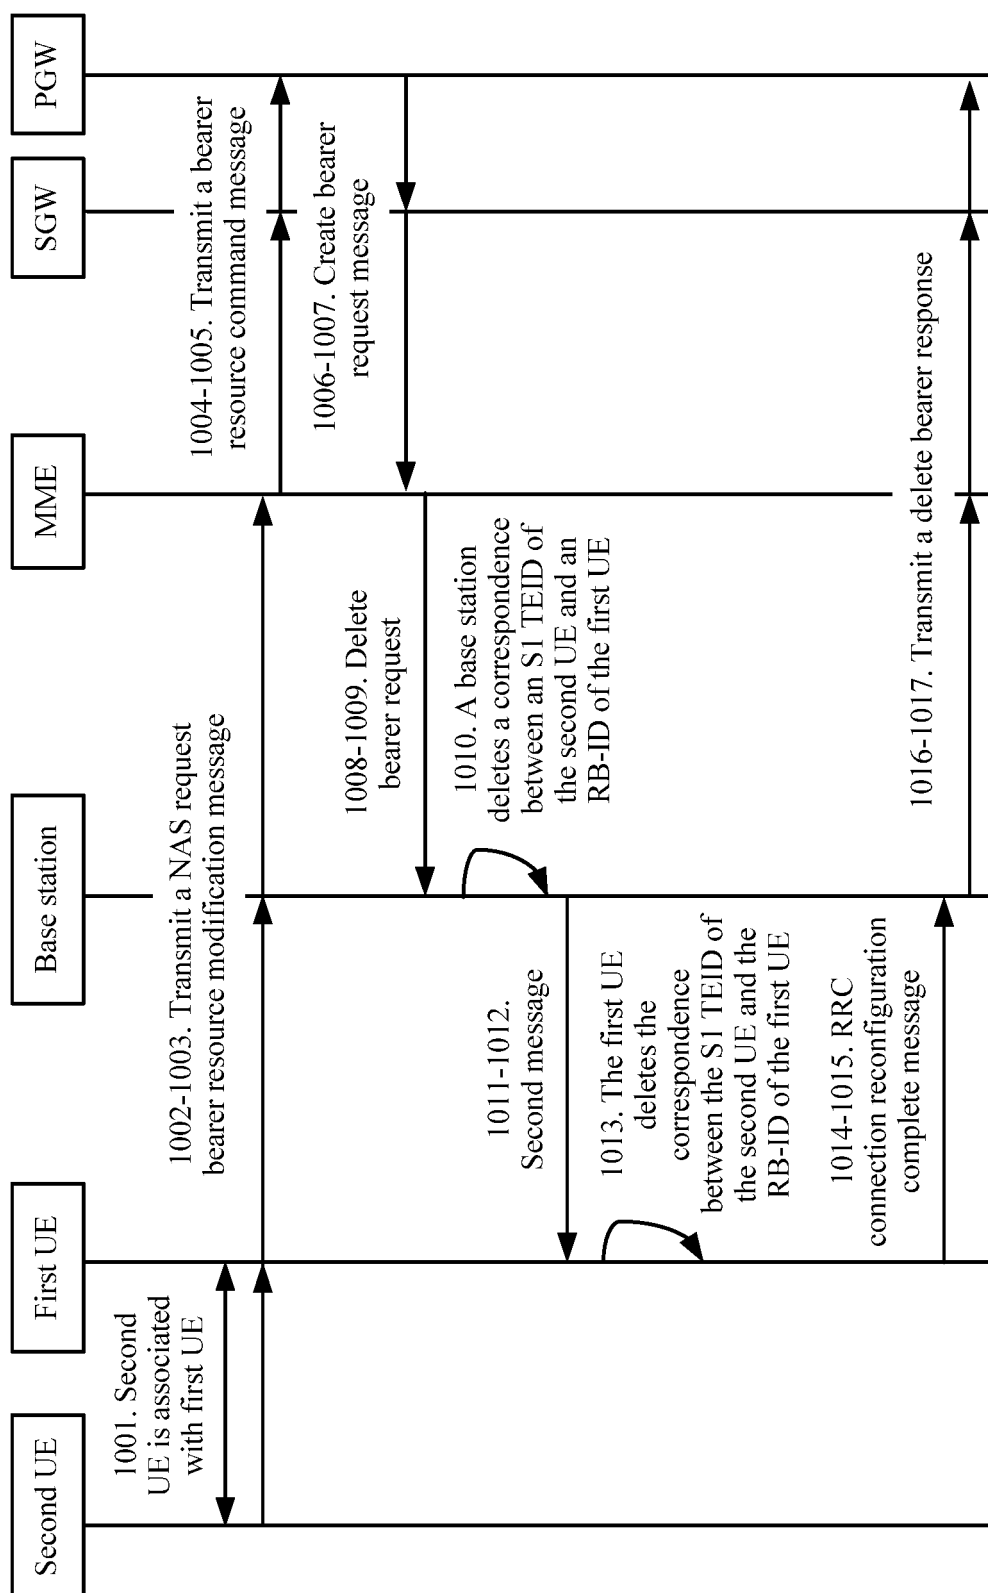 Second UE
First UE
Base station
MME
SGW
PGW
1001. Second
UE is associated
with first UE
1002-1003. Transmit a NAS request
bearer resource modification message
1004-1005. Transmit a bearer
resource command message
1006-1007. Create bearer
request message
1008-1009. Delete
bearer request
1010. A base station
deletes a correspondence
between an S1 TEID of
the second UE and an
RB-ID of the first UE
1011-1012.
Second message
1013. The first UE
deletes the
correspondence
between the S1 TEID of
the second UE and the
RB-ID of the first UE
1014-1015. RRC
connection reconfiguration
complete message
1016-1017. Transmit a delete bearer response